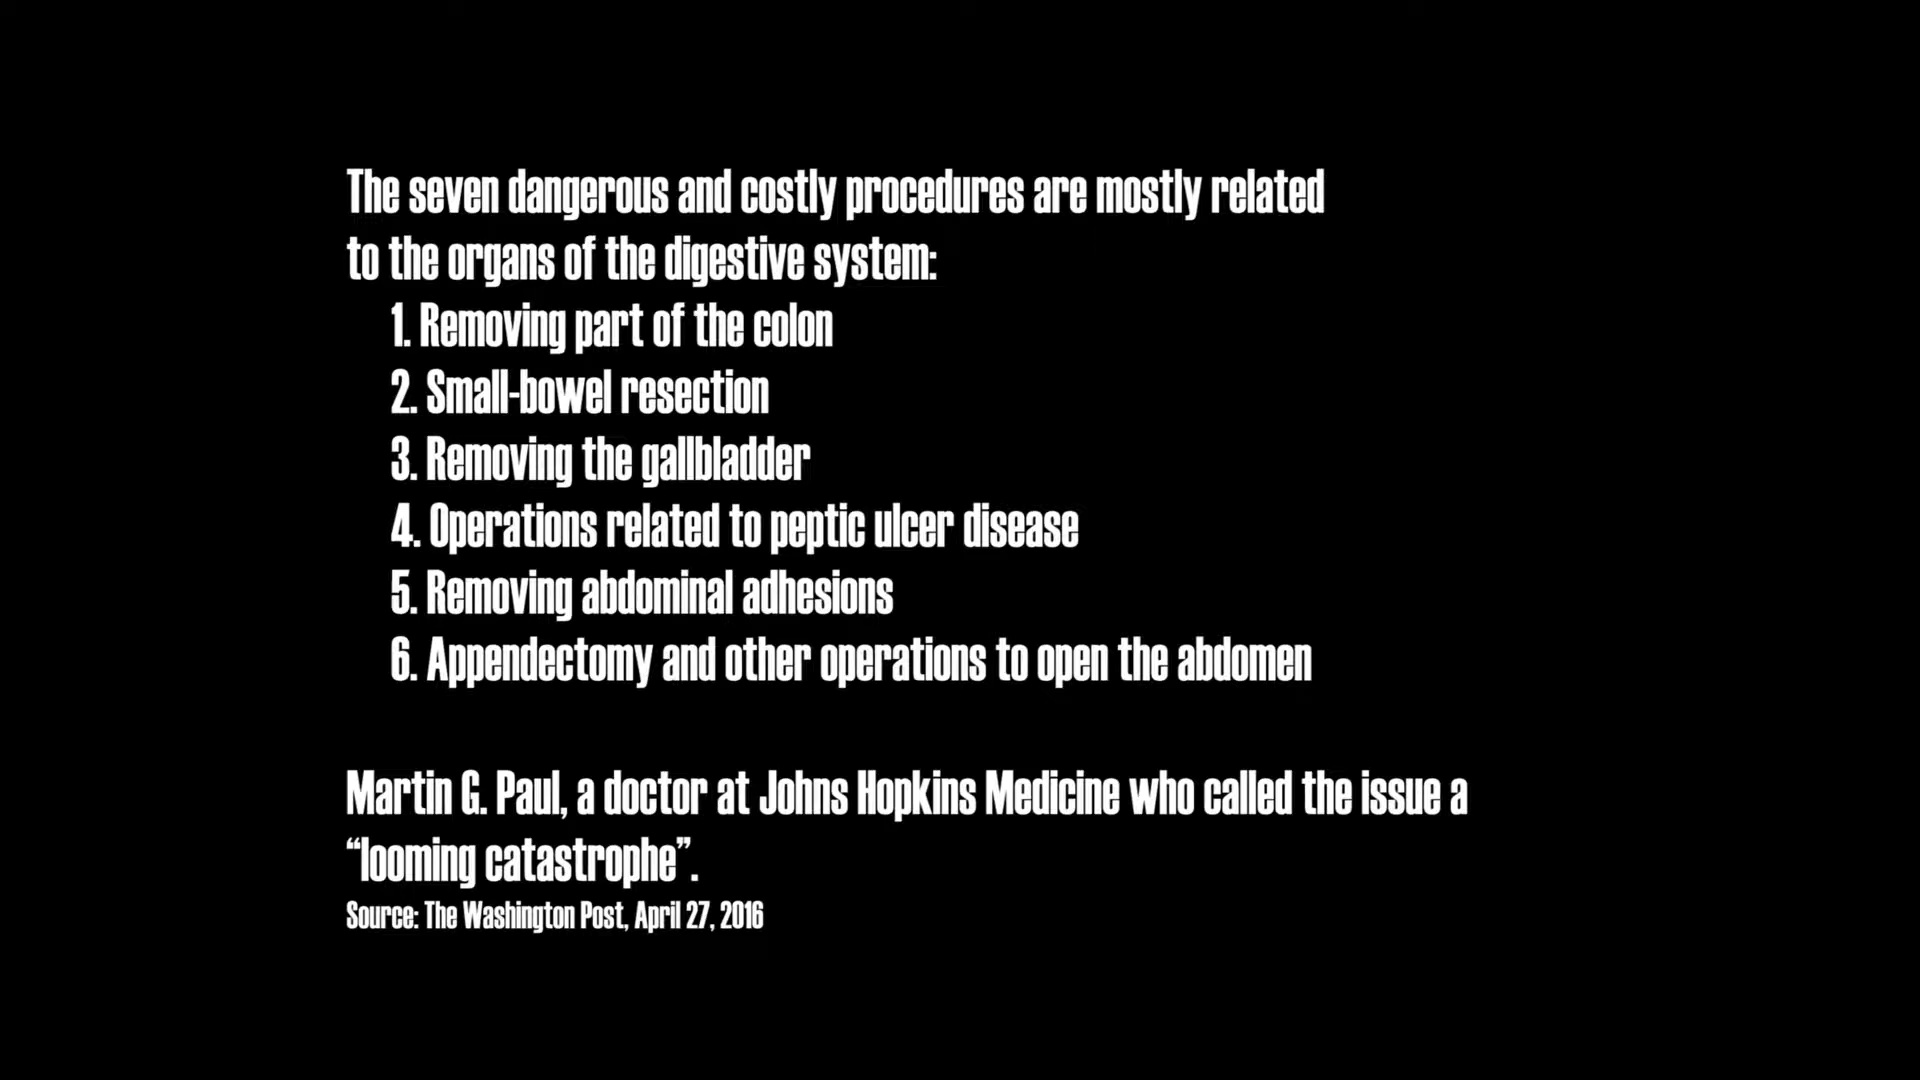 The seven dangerous and costly procedures are mostly related
to the organs of the digestive system:
1. Removing part of the colon
2. Small-bowel resection
3. Removing the gallbladder
4. Operations related to peptic ulcer disease
5. Removing abdominal adhesions
6. Appendectomy and other operations to open the abdomen
Martin G. Paul, a doctor at Johns Hopkins Medicine who called the issue a
“looming catastrophe”.
Source: The Washington Post, April 27, 2016